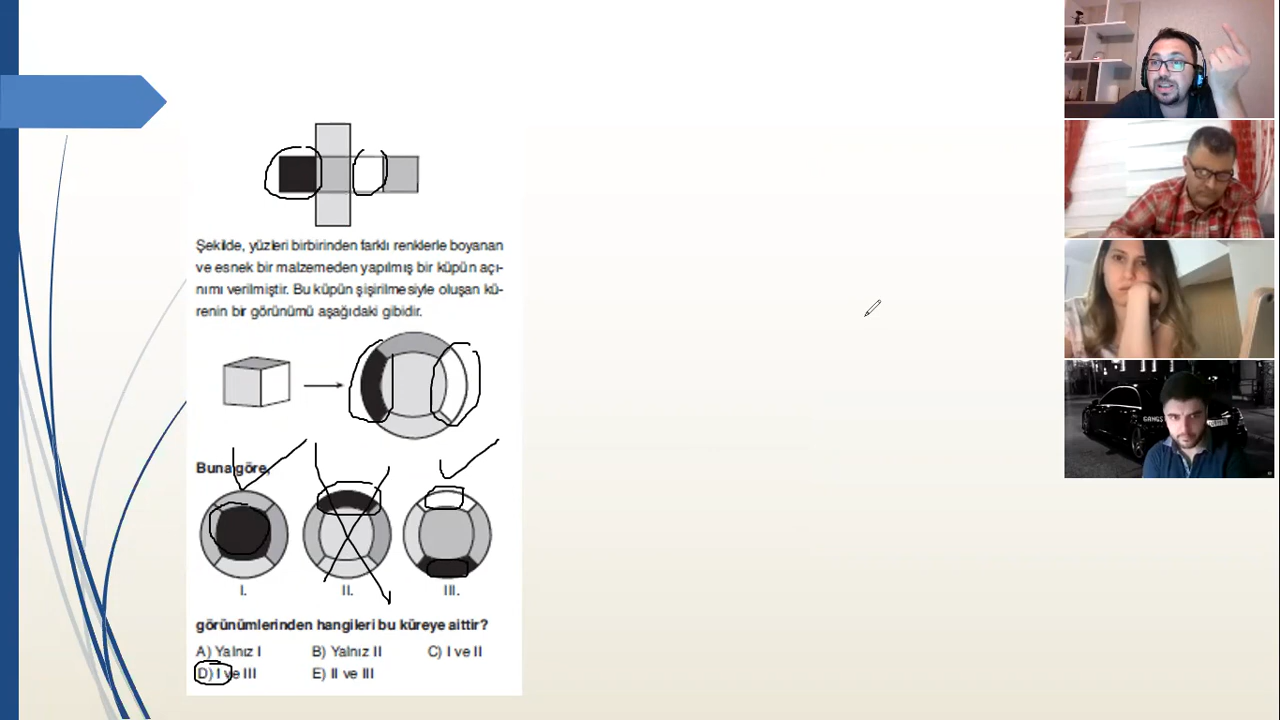 Şekilde, yüzleri birbirinden farklı renklerle boyanan
ve esnek bir malzemeden yapılmış bir küpün açı-
nımı verilmiştir. Bu küpün şişirilmesiyle oluşan kü-
renin bir görünümü aşağıdaki gibidir.
Buna göre,
I. II. III.
görünümlerinden hangileri bu küreye aittir?
A) Yalnız I B) Yalnız II C) I ve II
D) I ve III E) II ve III